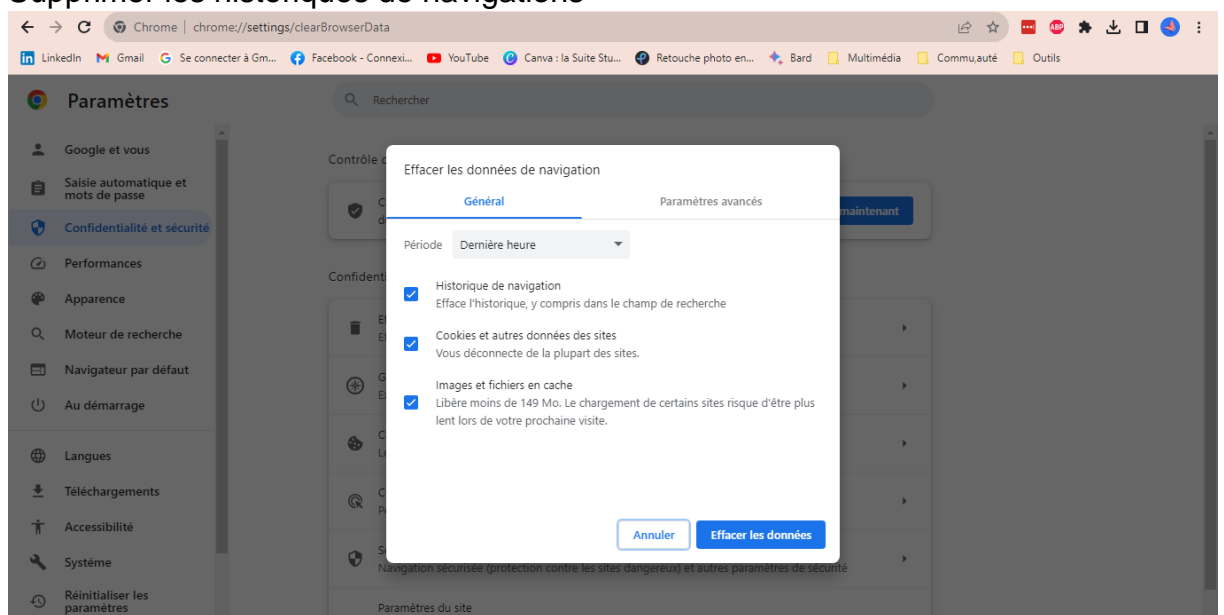 Supprimer les historiques de navigations
Chrome | chrome://settings/clearBrowserData
LinkedIn Gmail Se connecter à Gm... Facebook - Connexi... YouTube Canva : la Suite Stu... Retouche photo en... Bard Multimédia Commu,auté Outils
Paramètres
Rechercher
Google et vous
Saisie automatique et
mots de passe
Confidentialité et sécurité
Performances
Apparence
Moteur de recherche
Navigateur par défaut
Au démarrage
Langues
Téléchargements
Accessibilité
Système
Réinitialiser les
paramètres
Contrôle
maintenant
Confidenti
Effacer les données de navigation
Général Paramètres avancés
Période Dernière heure
Historique de navigation
Efface l'historique, y compris dans le champ de recherche
Cookies et autres données des sites
Vous déconnecte de la plupart des sites.
Images et fichiers en cache
Libère moins de 149 Mo. Le chargement de certains sites risque d'être plus
lent lors de votre prochaine visite.
Annuler Effacer les données
Navigation sécurisée (protection contre les sites dangereux) et autres paramètres de sécurité
Paramètres du site